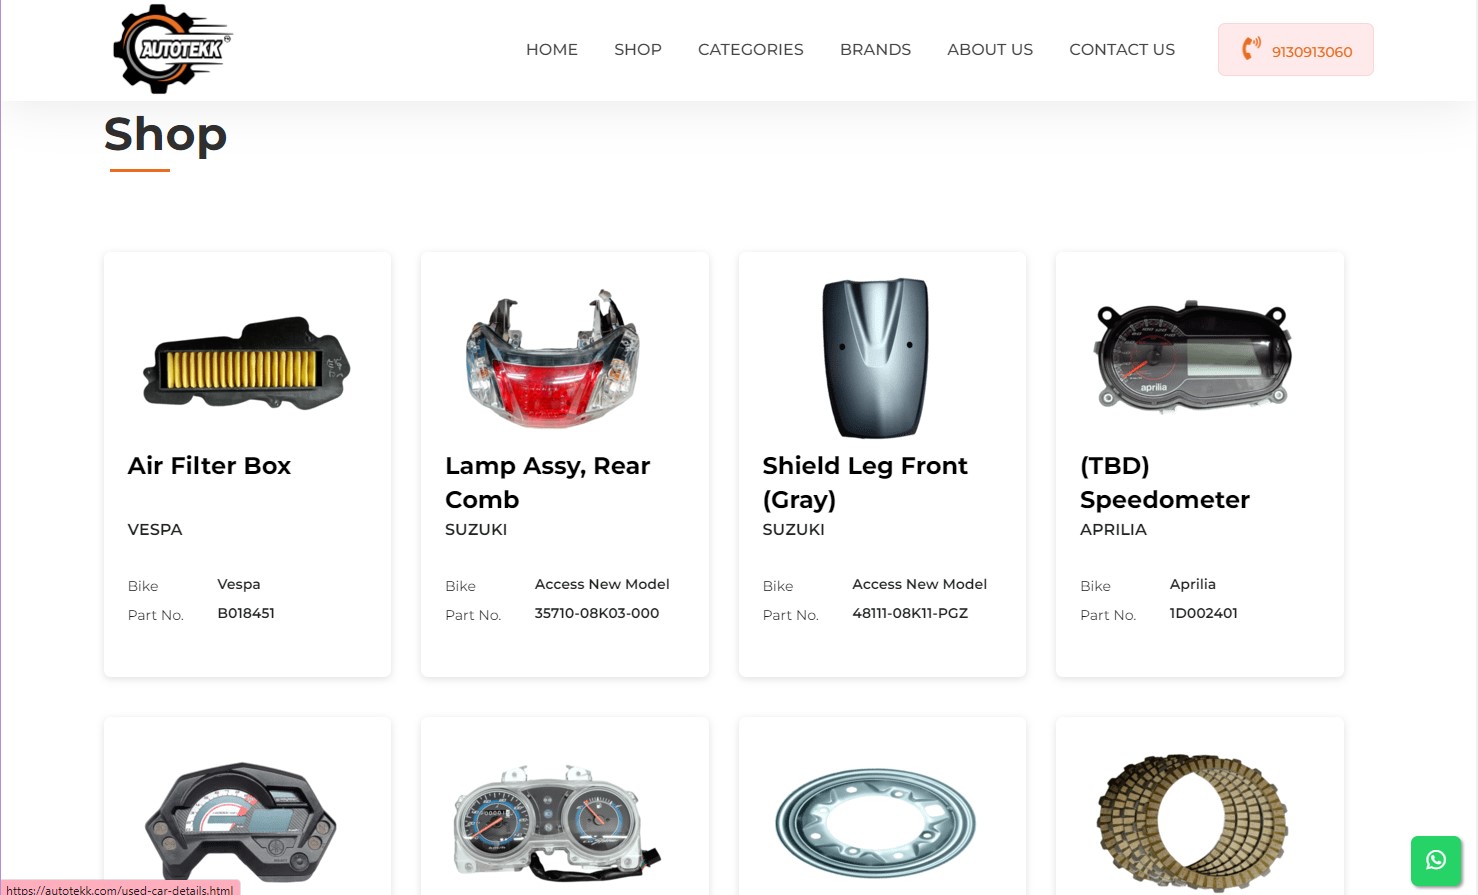 AUTOTEKK
HOME SHOP CATEGORIES BRANDS ABOUT US CONTACT US 9130913060
Shop
aprilia
Air Filter Box
Lamp Assy, Rear Comb
Shield Leg Front (Gray)
(TBD) Speedometer
VESPA
SUZUKI
SUZUKI
APRILIA
Bike Vespa
Part No. B018451
Bike Access New Model
Part No. 35710-08K03-000
Bike Access New Model
Part No. 48111-08K11-PGZ
Bike Aprilia
Part No. 1D002401
https://autotekk.com/used-car-details.html